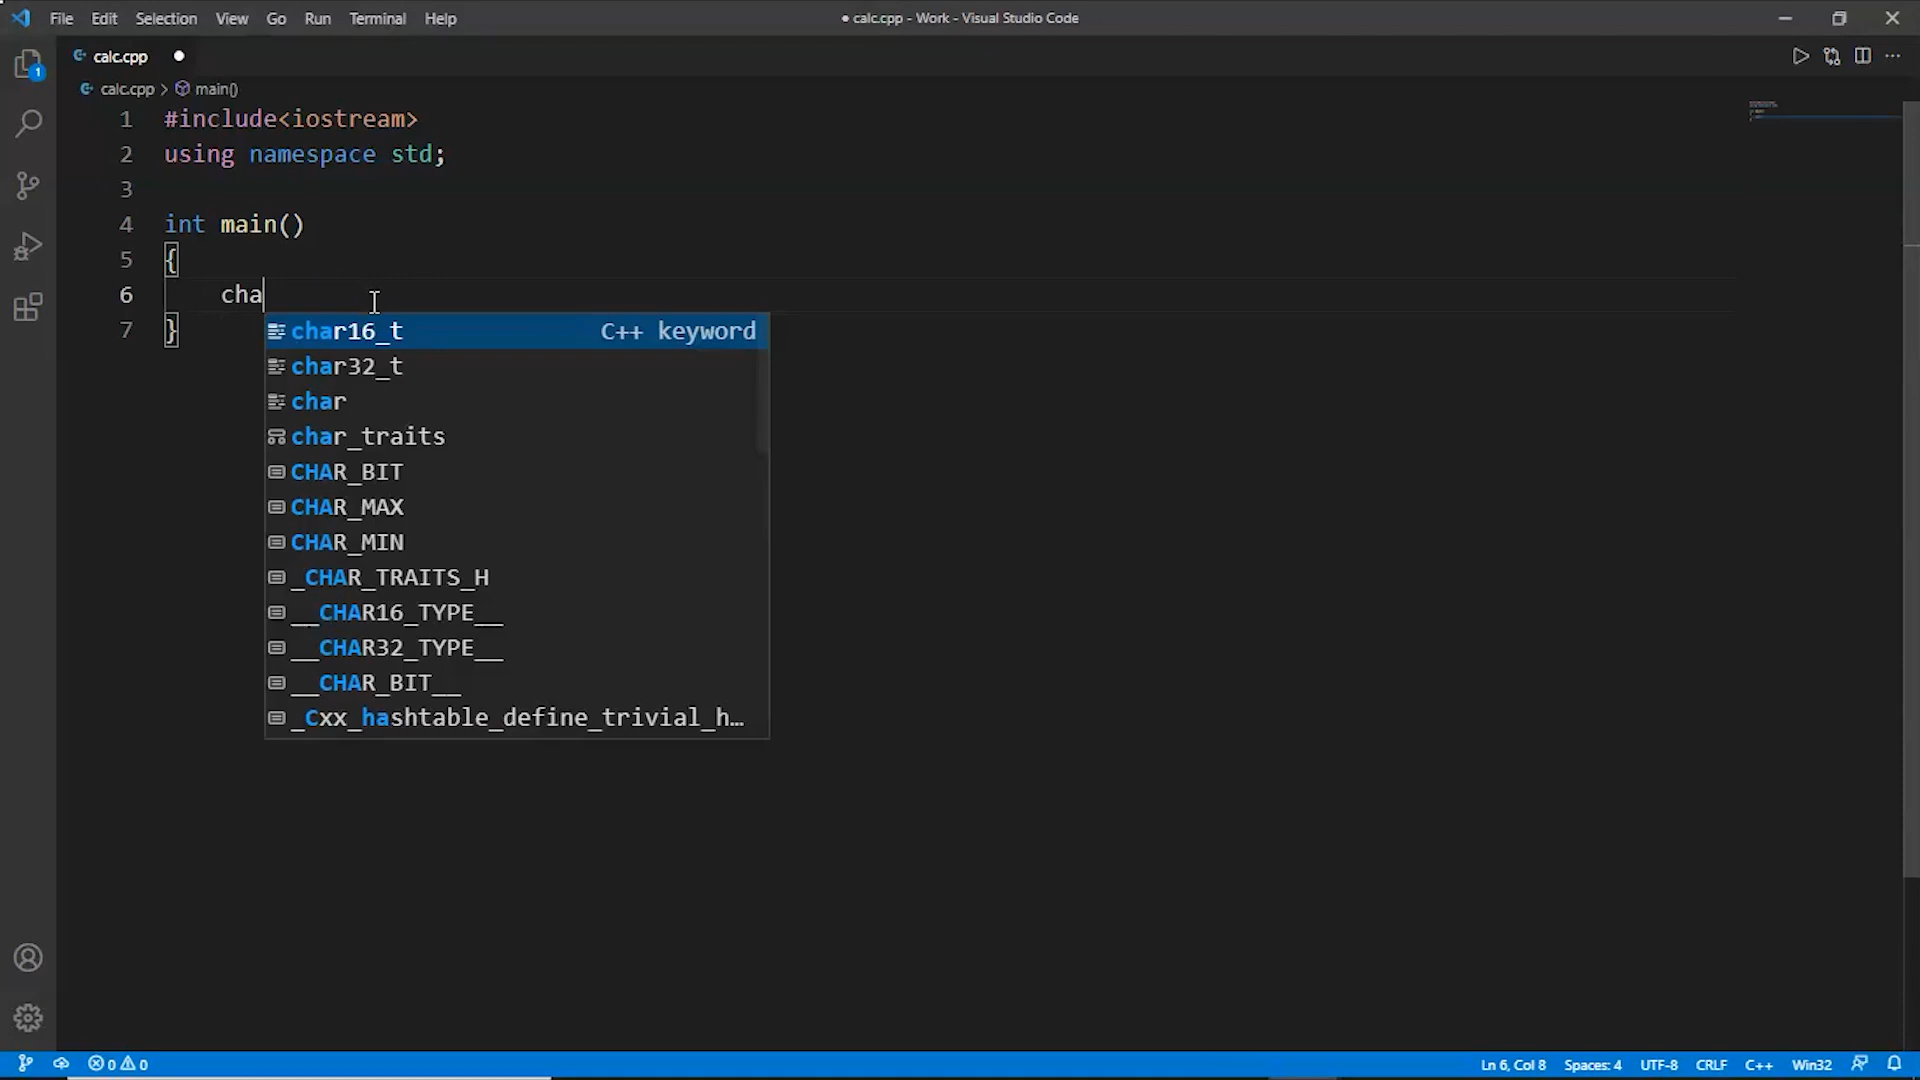 File Edit Selection View Go Run Terminal Help
● calc.cpp - Work - Visual Studio Code
calc.cpp ●
1
calc.cpp > main()
1 #include<iostream>
2 using namespace std;
3
4 int main()
5 {
6 cha
7 }
char16_t C++ keyword
char32_t
char
char_traits
CHAR_BIT
CHAR_MAX
CHAR_MIN
_CHAR_TRAITS_H
__CHAR16_TYPE__
__CHAR32_TYPE__
__CHAR_BIT__
_Cxx_hashtable_define_trivial_h…
0 0 Ln 6, Col 8 Spaces: 4 UTF-8 CRLF C++ Win32